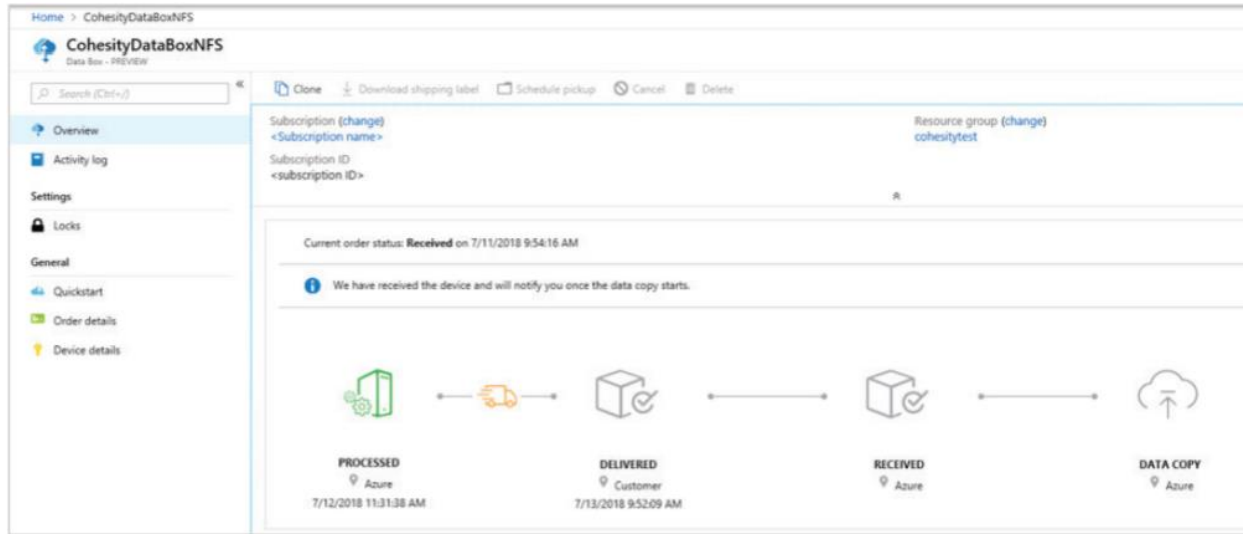 Home > CohesityDataBoxNFS
CohesityDataBoxNFS
Data Box - PREVIEW
Search (Ctrl+/)
«
Overview
Activity log
Settings
Locks
General
Quickstart
Order details
Device details
Clone Download shipping label Schedule pickup Cancel Delete
Subscription (change)
<Subscription name>
Subscription ID
<subscription ID>
Resource group (change)
cohesitytest
Current order status: Received on 7/11/2018 9:54:16 AM
We have received the device and will notify you once the data copy starts.
PROCESSED
Azure
7/12/2018 11:31:38 AM
DELIVERED
Customer
7/13/2018 9:52:09 AM
RECEIVED
Azure
DATA COPY
Azure